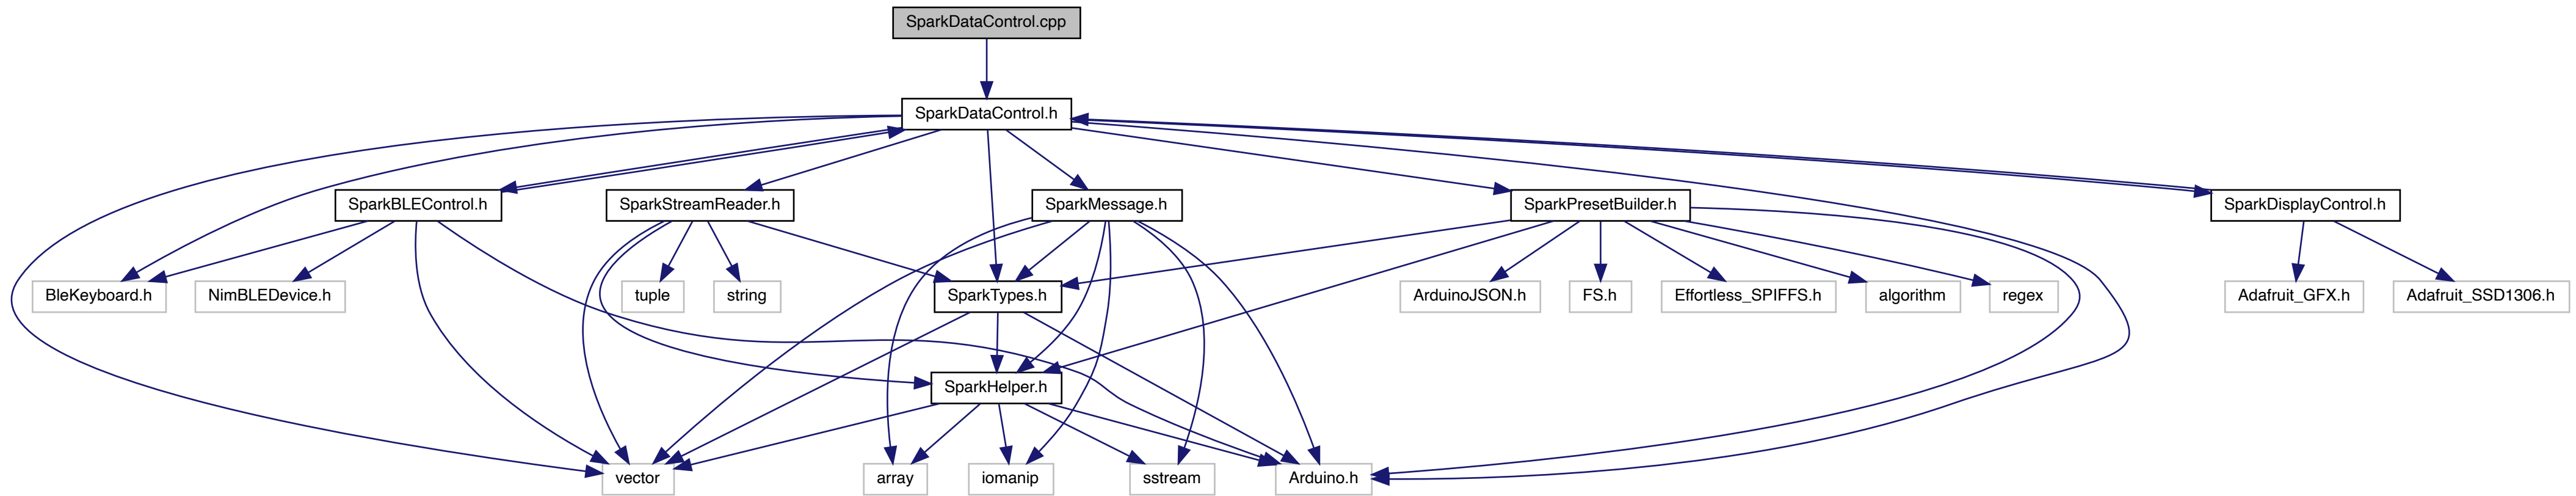 SparkDataControl.cpp
SparkDataControl.h
SparkBLEControl.h
SparkStreamReader.h
SparkMessage.h
SparkPresetBuilder.h
SparkDisplayControl.h
BleKeyboard.h
NimBLEDevice.h
tuple
string
SparkTypes.h
ArduinoJSON.h
FS.h
Effortless_SPIFFS.h
algorithm
regex
Adafruit_GFX.h
Adafruit_SSD1306.h
SparkHelper.h
vector
array
iomanip
sstream
Arduino.h